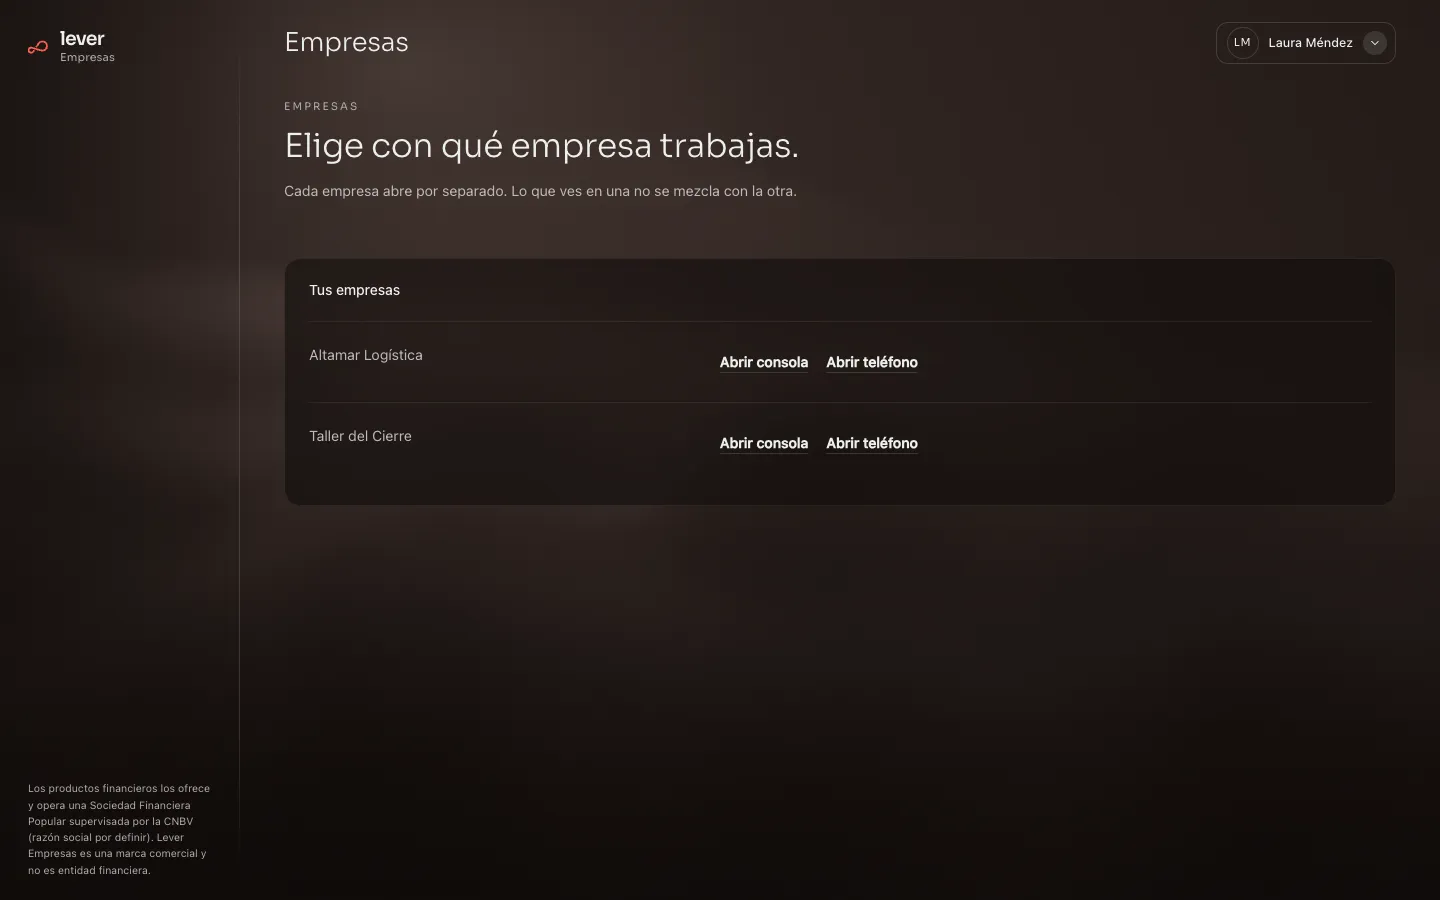 lever
Empresas
Empresas
LM Laura Méndez
EMPRESAS
Elige con qué empresa trabajas.
Cada empresa abre por separado. Lo que ves en una no se mezcla con la otra.
Tus empresas
Altamar Logística
Abrir consola Abrir teléfono
Taller del Cierre
Abrir consola Abrir teléfono
Los productos financieros los ofrece
y opera una Sociedad Financiera
Popular supervisada por la CNBV
(razón social por definir). Lever
Empresas es una marca comercial y
no es entidad financiera.